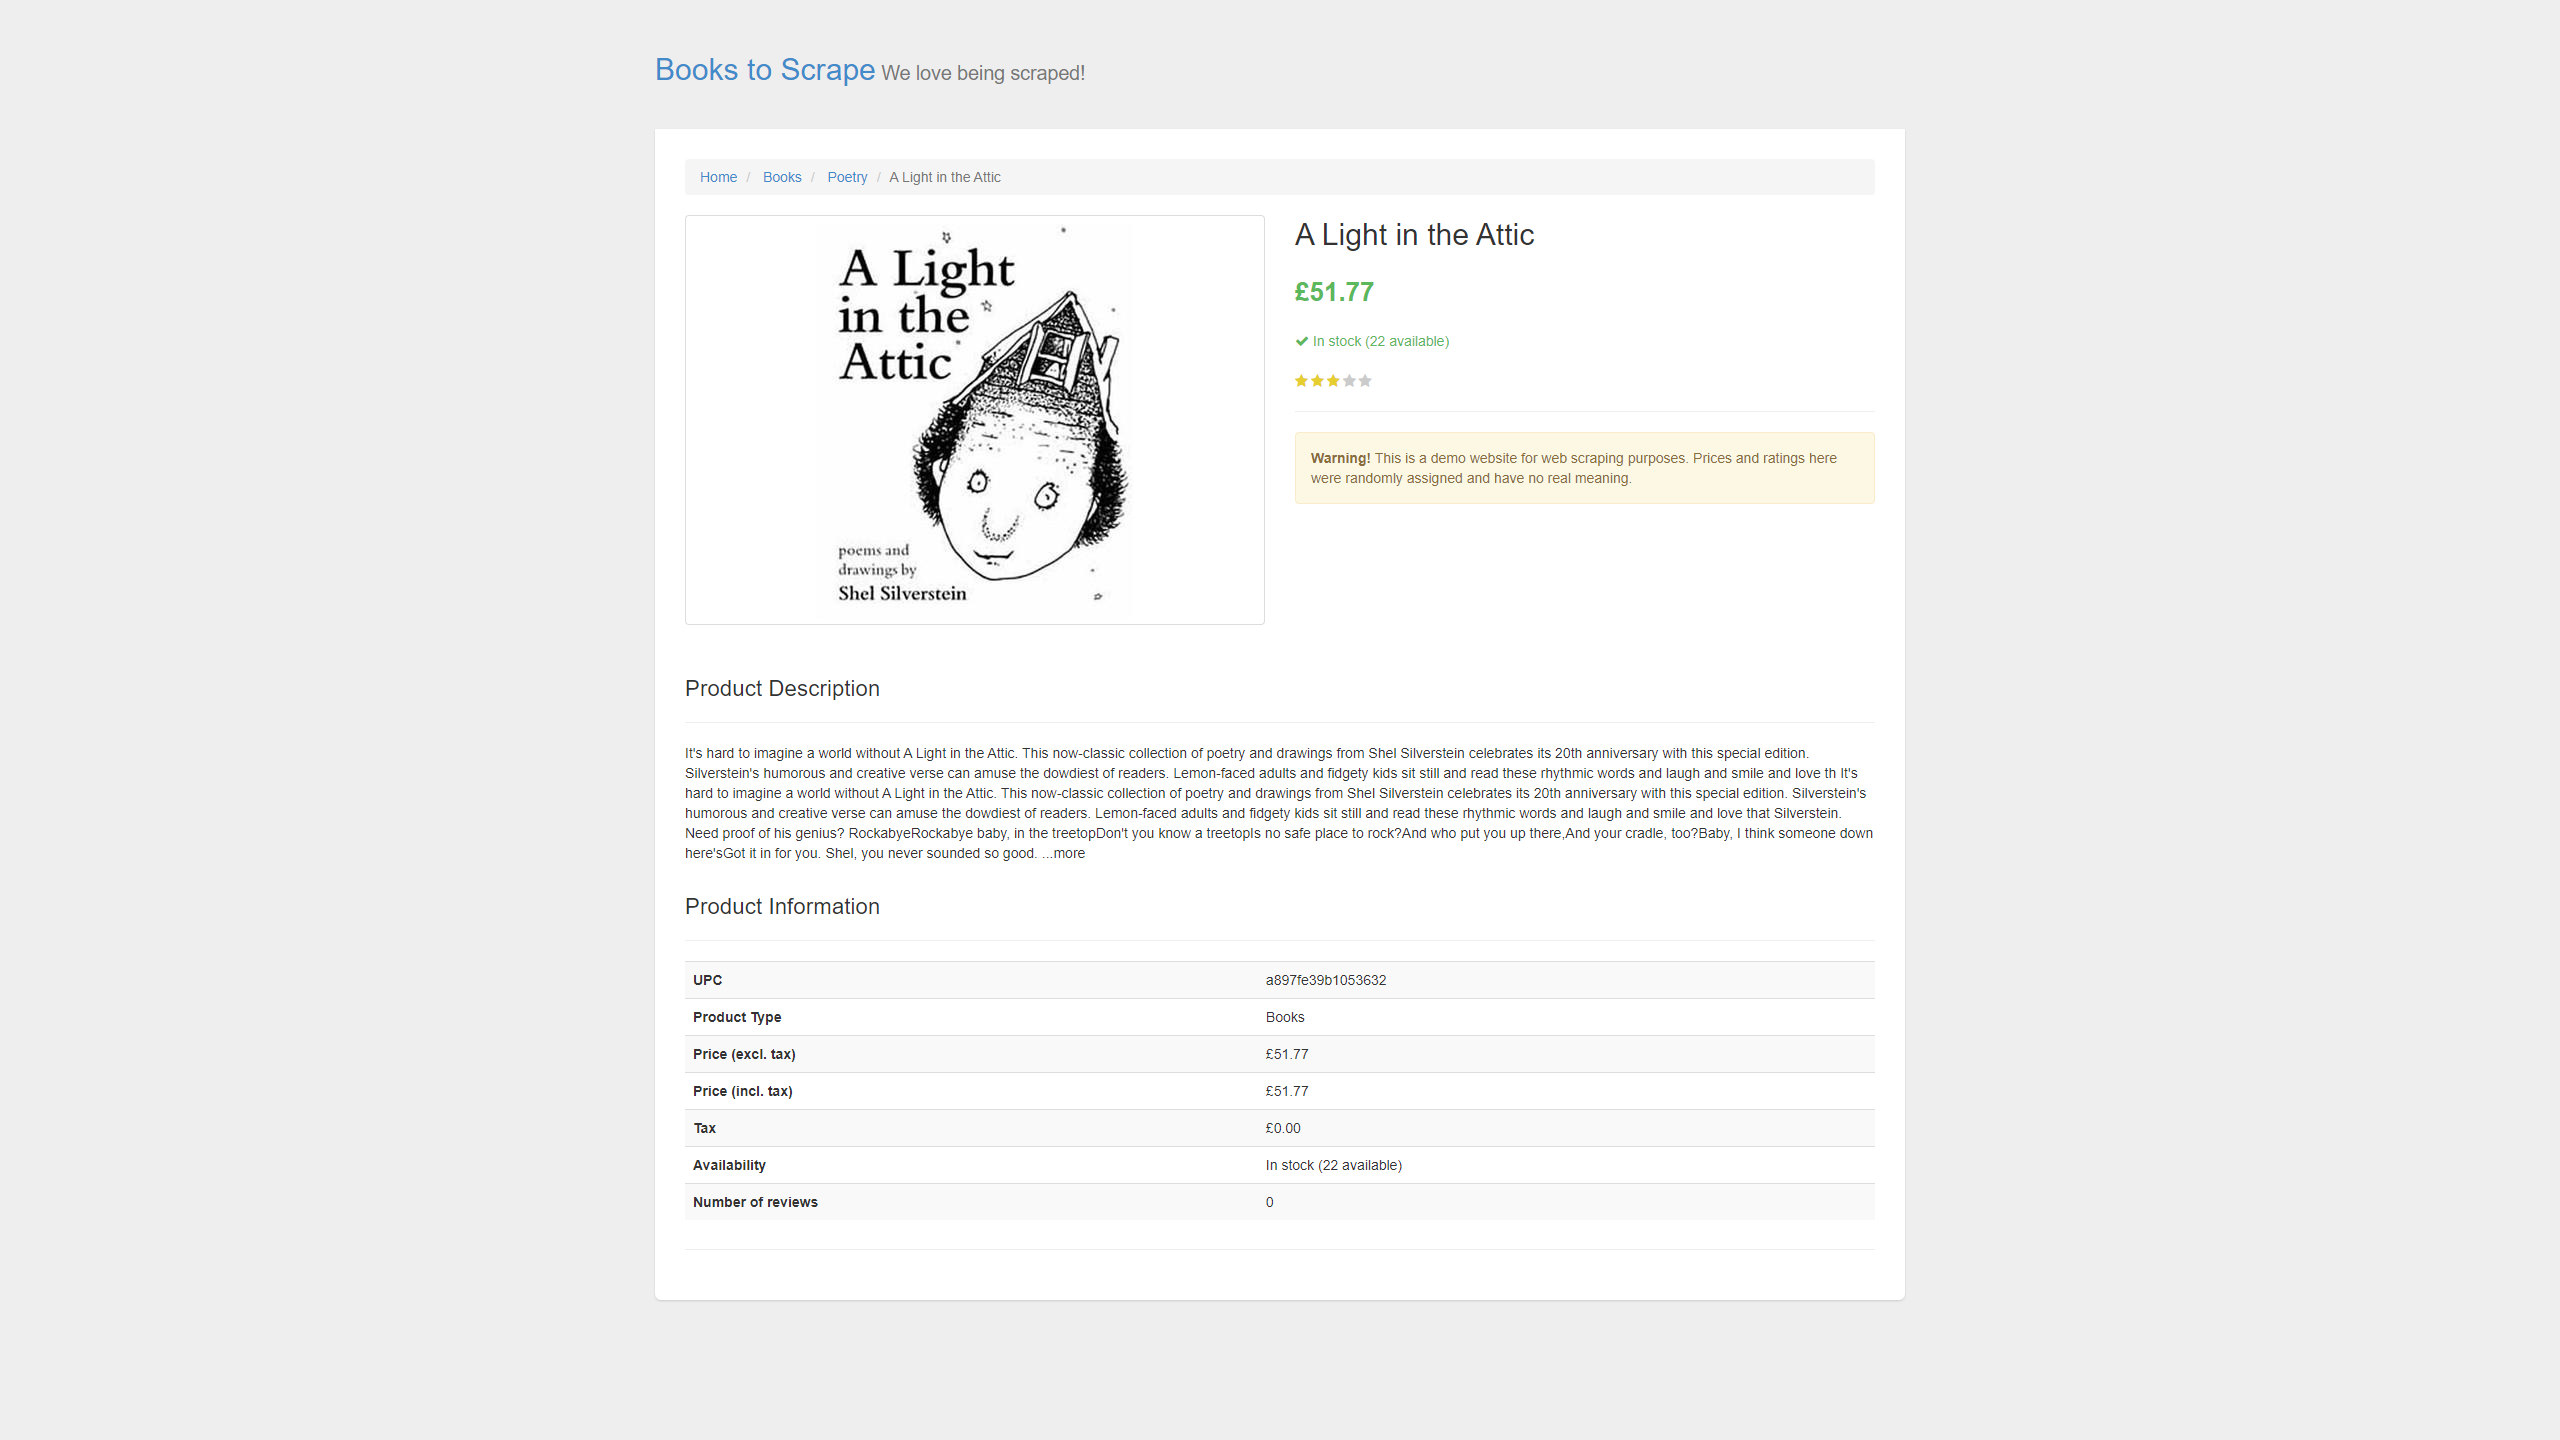 Books to Scrape We love being scraped!
Home / Books / Poetry / A Light in the Attic
A Light
in the
Attic
poems and
drawings by
Shel Silverstein
A Light in the Attic
£51.77
In stock (22 available)
Warning! This is a demo website for web scraping purposes. Prices and ratings here
were randomly assigned and have no real meaning.
Product Description
It's hard to imagine a world without A Light in the Attic. This now-classic collection of poetry and drawings from Shel Silverstein celebrates its 20th anniversary with this special edition.
Silverstein's humorous and creative verse can amuse the dowdiest of readers. Lemon-faced adults and fidgety kids sit still and read these rhythmic words and laugh and smile and love th It's
hard to imagine a world without A Light in the Attic. This now-classic collection of poetry and drawings from Shel Silverstein celebrates its 20th anniversary with this special edition. Silverstein's
humorous and creative verse can amuse the dowdiest of readers. Lemon-faced adults and fidgety kids sit still and read these rhythmic words and laugh and smile and love that Silverstein.
Need proof of his genius? RockabyeRockabye baby, in the treetopDon't you know a treetopIs no safe place to rock?And who put you up there,And your cradle, too?Baby, I think someone down
here'sGot it in for you. Shel, you never sounded so good. ...more
Product Information
UPC a897fe39b1053632
Product Type Books
Price (excl. tax) £51.77
Price (incl. tax) £51.77
Tax £0.00
Availability In stock (22 available)
Number of reviews 0